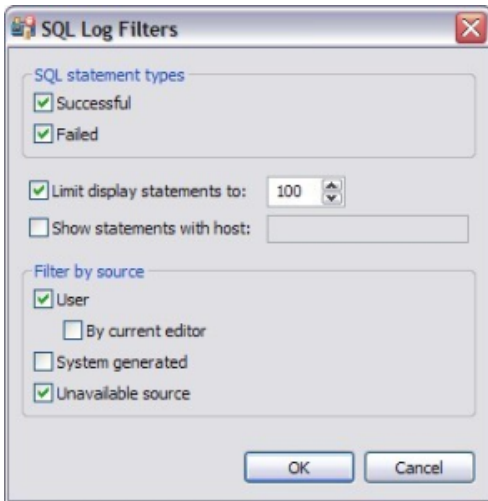 SQL Log Filters
SQL statement types
Successful
Failed
Limit display statements to: 100
Show statements with host:
Filter by source
User
By current editor
System generated
Unavailable source
OK Cancel